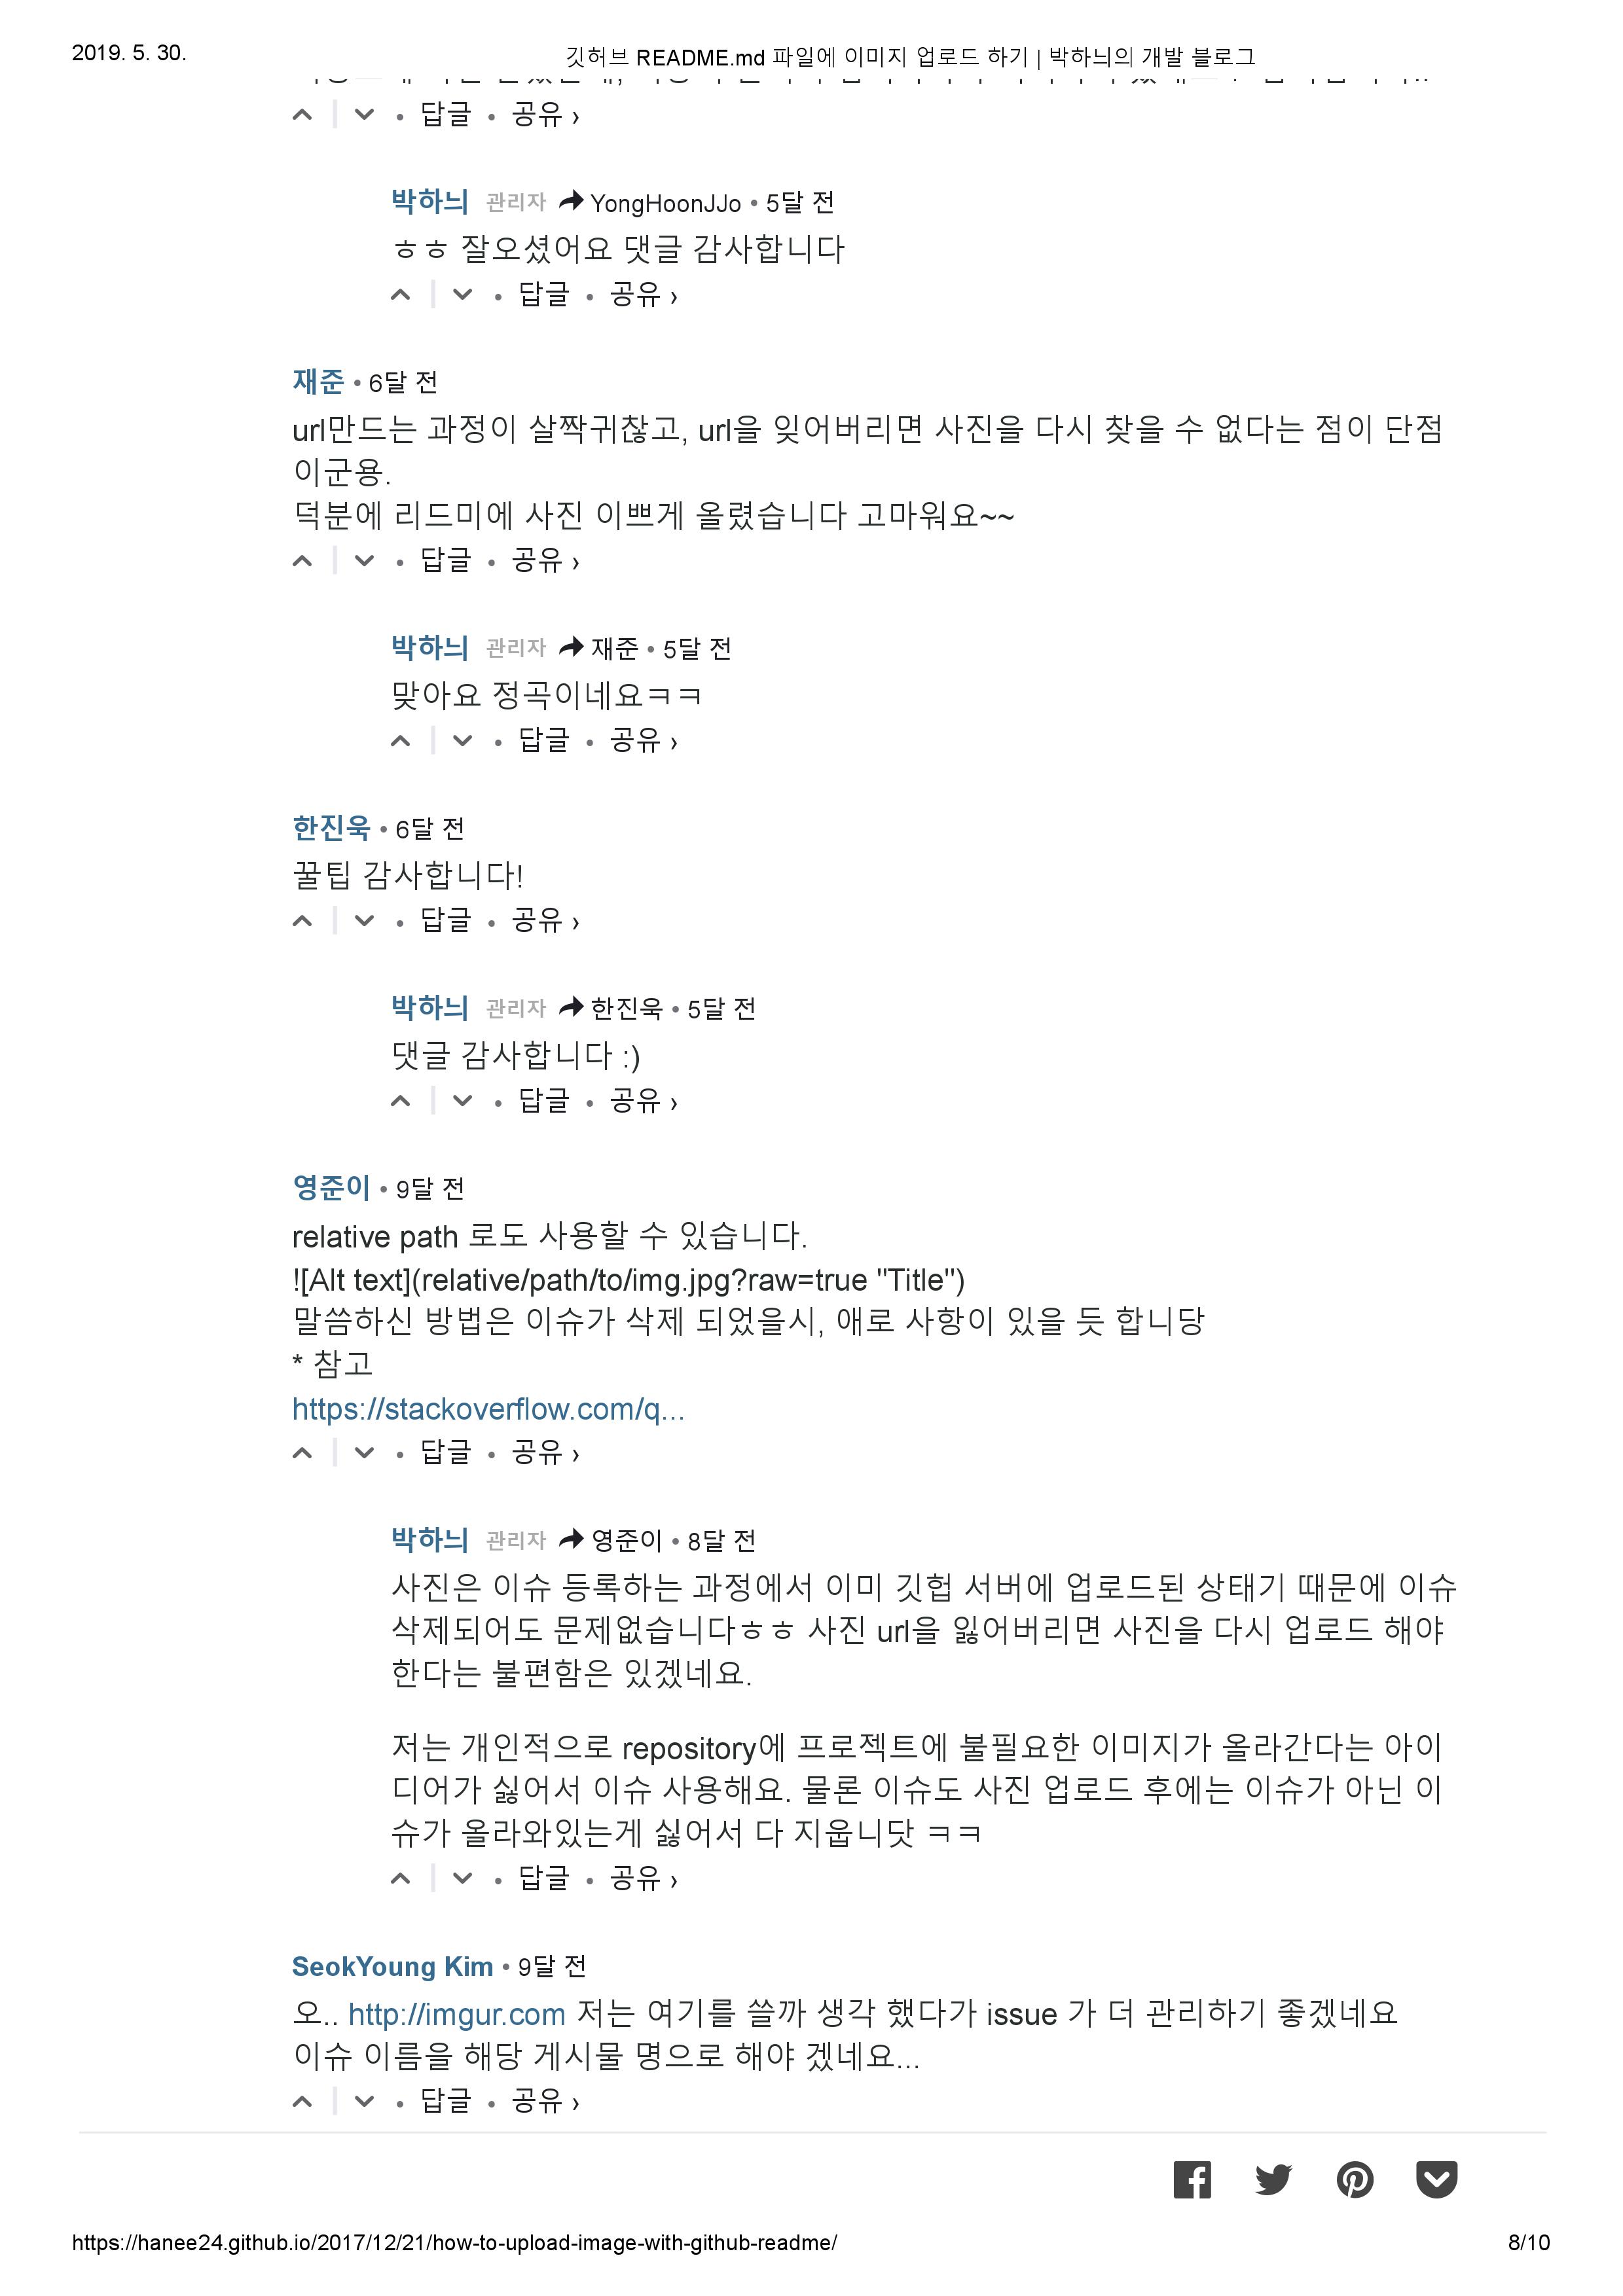 2019. 5. 30.
깃허브 README.md 파일에 이미지 업로드 하기 | 박하늬의 개발 블로그
• 답글 • 공유 ›
박하늬 관리자 YongHoonJJo • 5달 전
ㅎㅎ 잘오셨어요 댓글 감사합니다
• 답글 • 공유 ›
재준 • 6달 전
url만드는 과정이 살짝귀찮고, url을 잊어버리면 사진을 다시 찾을 수 없다는 점이 단점
이군용.
덕분에 리드미에 사진 이쁘게 올렸습니다 고마워요~~
• 답글 • 공유 ›
박하늬 관리자 재준 • 5달 전
맞아요 정곡이네요ㅋㅋ
• 답글 • 공유 ›
한진욱 • 6달 전
꿀팁 감사합니다!
• 답글 • 공유 ›
박하늬 관리자 한진욱 • 5달 전
댓글 감사합니다 :)
• 답글 • 공유 ›
영준이 • 9달 전
relative path 로도 사용할 수 있습니다.
![Alt text](relative/path/to/img.jpg?raw=true "Title")
말씀하신 방법은 이슈가 삭제 되었을시, 애로 사항이 있을 듯 합니당
* 참고
https://stackoverflow.com/q...
• 답글 • 공유 ›
박하늬 관리자 영준이 • 8달 전
사진은 이슈 등록하는 과정에서 이미 깃헙 서버에 업로드된 상태기 때문에 이슈
삭제되어도 문제없습니다ㅎㅎ 사진 url을 잃어버리면 사진을 다시 업로드 해야
한다는 불편함은 있겠네요.
저는 개인적으로 repository에 프로젝트에 불필요한 이미지가 올라간다는 아이
디어가 싫어서 이슈 사용해요. 물론 이슈도 사진 업로드 후에는 이슈가 아닌 이
슈가 올라와있는게 싫어서 다 지웁니닷 ㅋㅋ
• 답글 • 공유 ›
SeokYoung Kim • 9달 전
오.. http://imgur.com 저는 여기를 쓸까 생각 했다가 issue 가 더 관리하기 좋겠네요
이슈 이름을 해당 게시물 명으로 해야 겠네요...
• 답글 • 공유 ›
https://hanee24.github.io/2017/12/21/how-to-upload-image-with-github-readme/
8/10